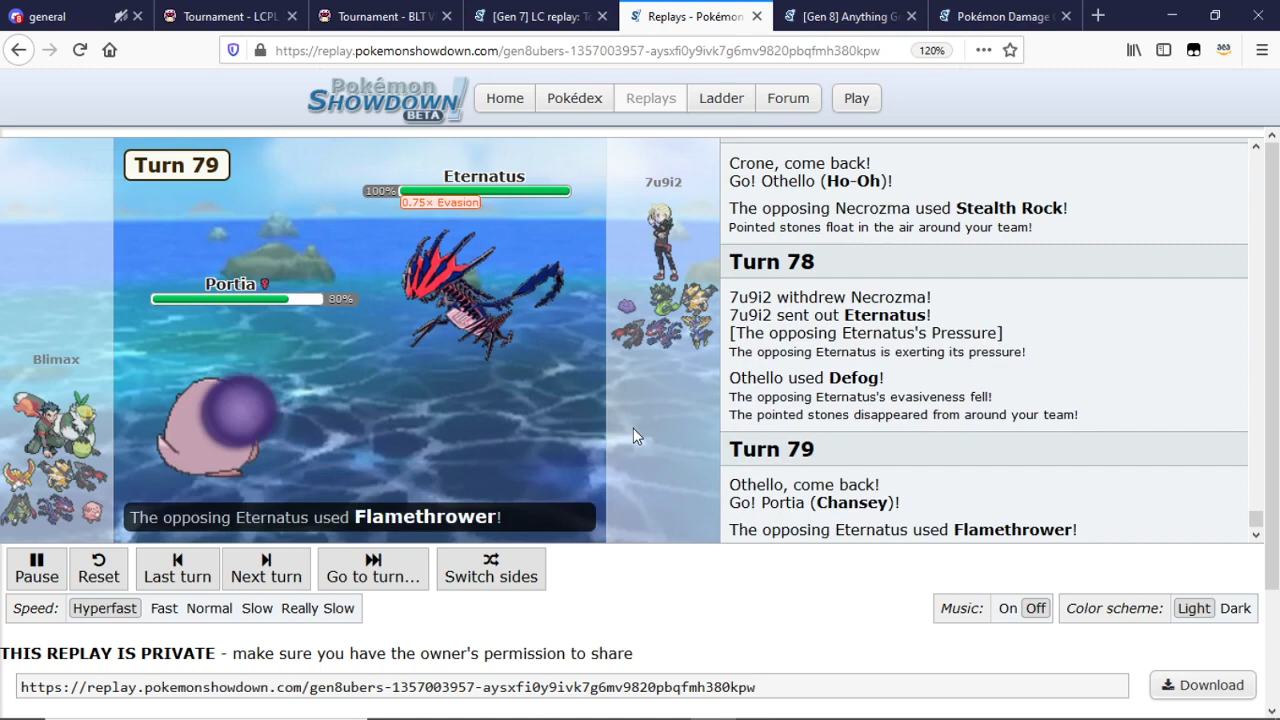 general
Tournament - LCPL
Tournament - BLT V
[Gen 7] LC replay: To
Replays - Pokémon
[Gen 8] Anything G
Pokémon Damage C
https://replay.pokemonshowdown.com/gen8ubers-1357003957-aysxfi0y9ivk7g6mv9820pbqfmh380kpw
120%
Pokémon
SHOWDOWN!
BETA
Home
Pokédex
Replays
Ladder
Forum
Play
Turn 79
Eternatus
100%
0.75× Evasion
Portia
80%
Blimax
7u9i2
The opposing Eternatus used Flamethrower!
Crone, come back!
Go! Othello (Ho-Oh)!
The opposing Necrozma used Stealth Rock!
Pointed stones float in the air around your team!
Turn 78
7u9i2 withdrew Necrozma!
7u9i2 sent out Eternatus!
[The opposing Eternatus's Pressure]
The opposing Eternatus is exerting its pressure!
Othello used Defog!
The opposing Eternatus's evasiveness fell!
The pointed stones disappeared from around your team!
Turn 79
Othello, come back!
Go! Portia (Chansey)!
The opposing Eternatus used Flamethrower!
Pause
Reset
Last turn
Next turn
Go to turn...
Switch sides
Speed: Hyperfast Fast Normal Slow Really Slow
Music: On Off
Color scheme: Light Dark
THIS REPLAY IS PRIVATE - make sure you have the owner's permission to share
https://replay.pokemonshowdown.com/gen8ubers-1357003957-aysxfi0y9ivk7g6mv9820pbqfmh380kpw
Download